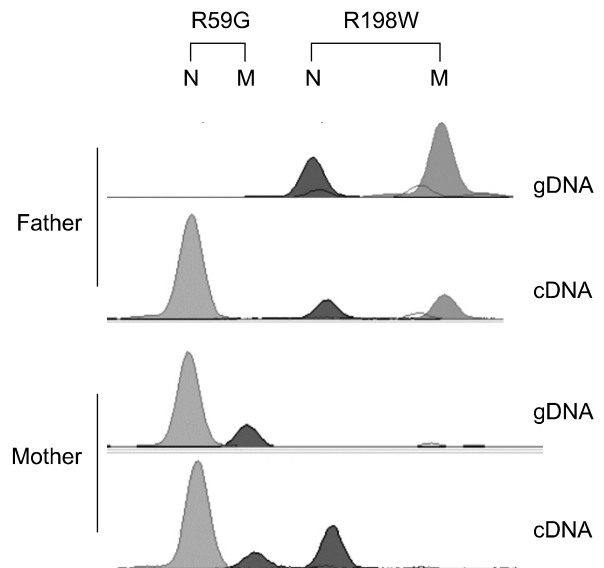 R59G R198W
N M N M
gDNA
Father
cDNA
gDNA
Mother
cDNA